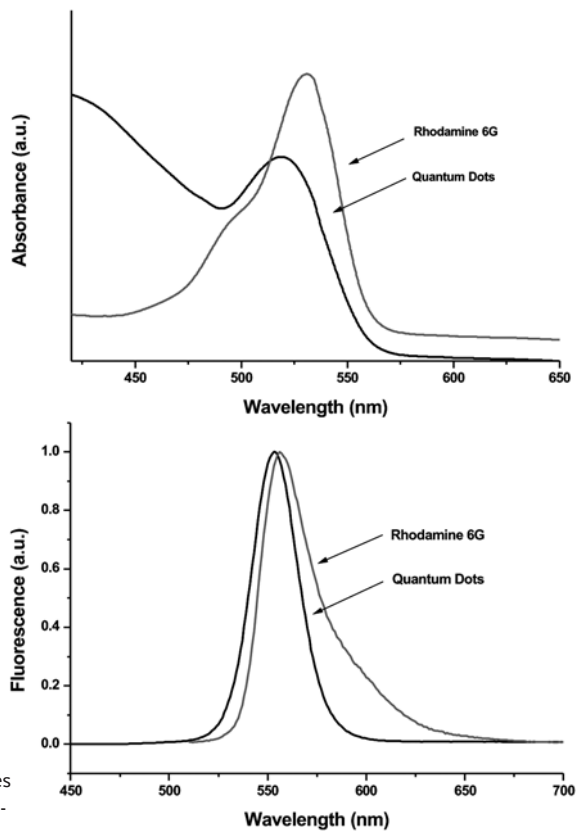 Absorbance (a.u.)
Rhodamine 6G
Quantum Dots
450 500 550 600 650
Wavelength (nm)
Fluorescence (a.u.)
1.0
0.8
0.6
0.4
0.2
0.0
Rhodamine 6G
Quantum Dots
450 500 550 600 650 700
Wavelength (nm)
es
-